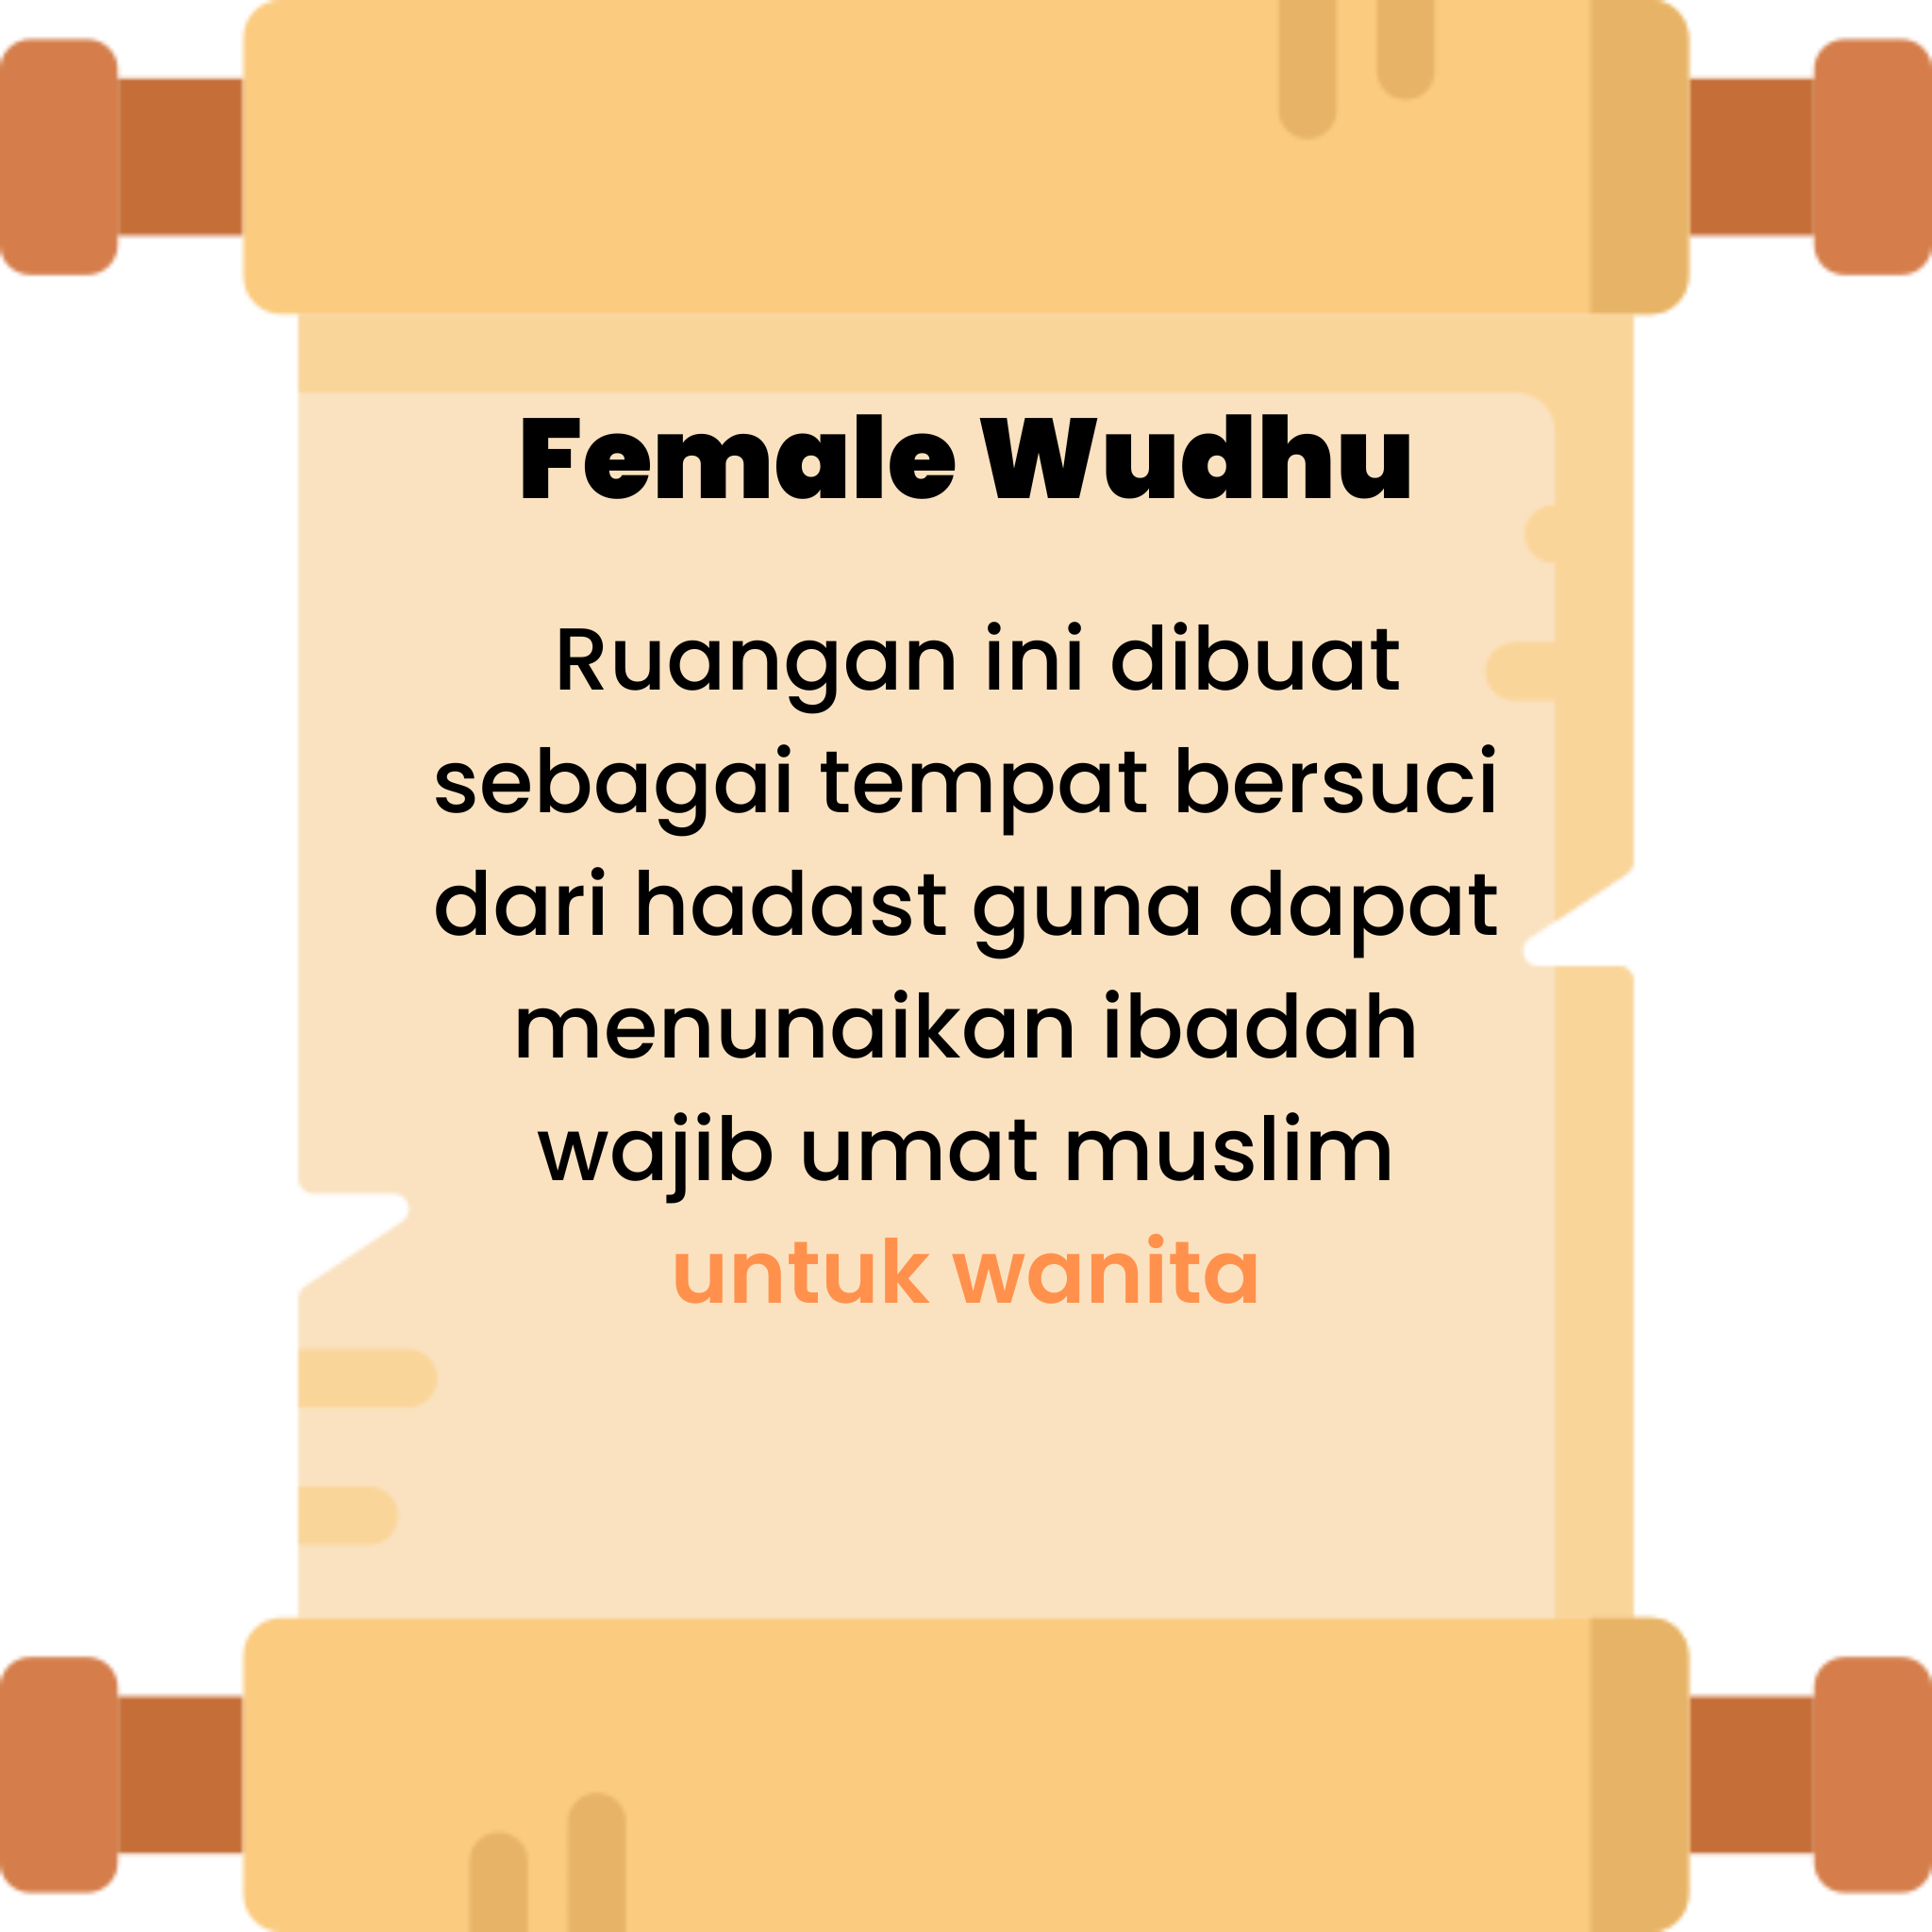 Female Wudhu
Ruangan ini dibuat
sebagai tempat bersuci
dari hadast guna dapat
menunaikan ibadah
wajib umat muslim
untuk wanita